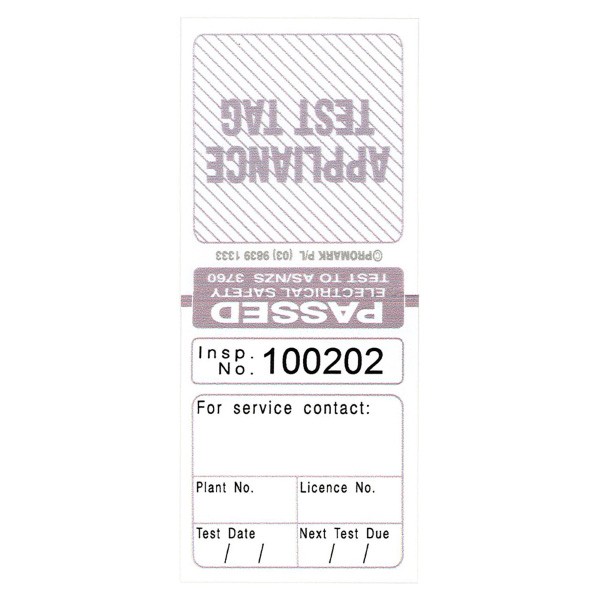 APPLIANCE
TEST TAG
©PROMARK P/L (03) 9839 1333
PASSED
ELECTRICAL SAFETY
TEST TO AS/NZS 3760
Insp. No. 100202
For service contact:
Plant No. Licence No.
Test Date Next Test Due
/ / / /